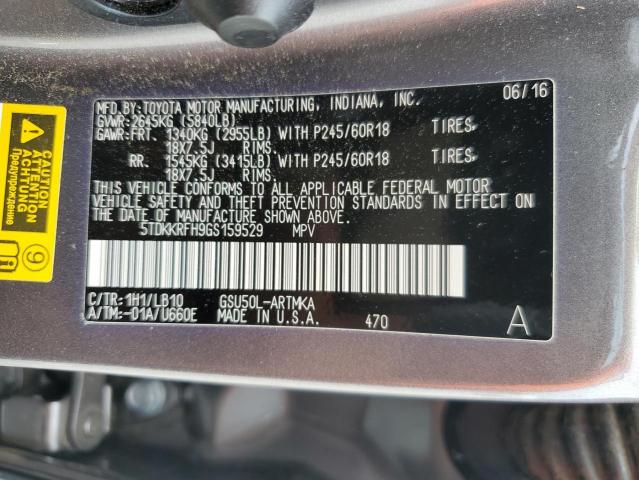 MFD.BY:TOYOTA MOTOR MANUFACTURING, INDIANA, INC. 06/16
GVWR:2645KG (5840LB)
GAWR:FRT. 1340KG (2955LB) WITH P245/60R18 TIRES,
18X7.5J RIMS.
RR. 1545KG (3415LB) WITH P245/60R18 TIRES,
18X7.5J RIMS.
THIS VEHICLE CONFORMS TO ALL APPLICABLE FEDERAL MOTOR
VEHICLE SAFETY AND THEFT PREVENTION STANDARDS IN EFFECT ON
THE DATE OF MANUFACTURE SHOWN ABOVE.
5TDKKRFH9GS159529 MPV
C/TR:1H1/LB10 GSU50L-ARTMKA
A/TM:-01A/U660E MADE IN U.S.A. 470 A
CAUTION
ATTENTION
ACHTUNG
Предупреждение
9